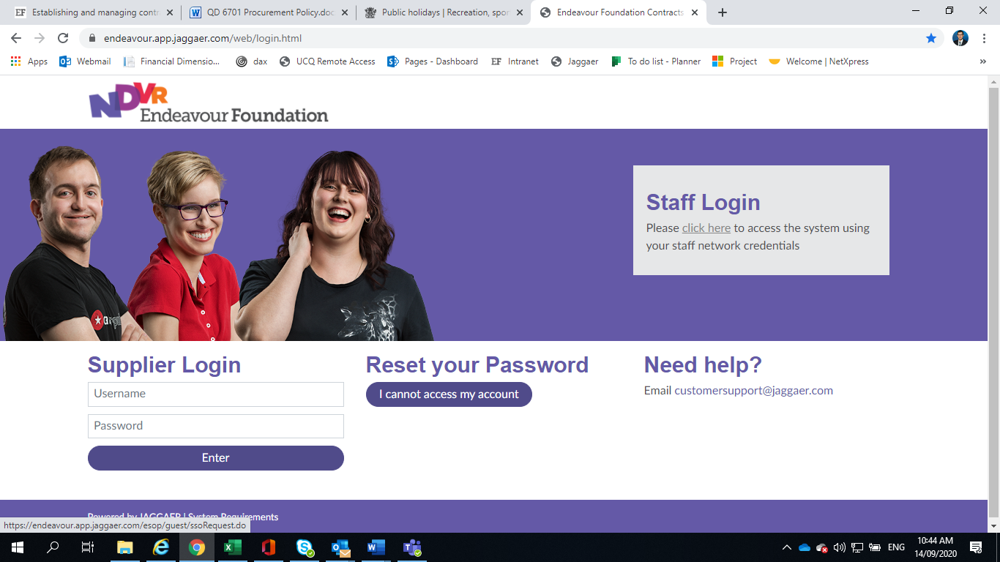 Establishing and managing contr
QD 6701 Procurement Policy.doc
Public holidays | Recreation, spor
Endeavour Foundation Contracts
endeavour.app.jaggaer.com/web/login.html
Apps
Webmail
Financial Dimensio...
dax
UCQ Remote Access
Pages - Dashboard
EF Intranet
Jaggaer
To do list - Planner
Project
Welcome | NetXpress
»
NDVR
Endeavour Foundation
Staff Login
Please click here to access the system using
your staff network credentials
Supplier Login
Username
Password
Enter
Reset your Password
I cannot access my account
Need help?
Email customersupport@jaggaer.com
Powered by JAGGAER | System Requirements
https://endeavour.app.jaggaer.com/esop/guest/ssoRequest.do
ENG
10:44 AM
14/09/2020